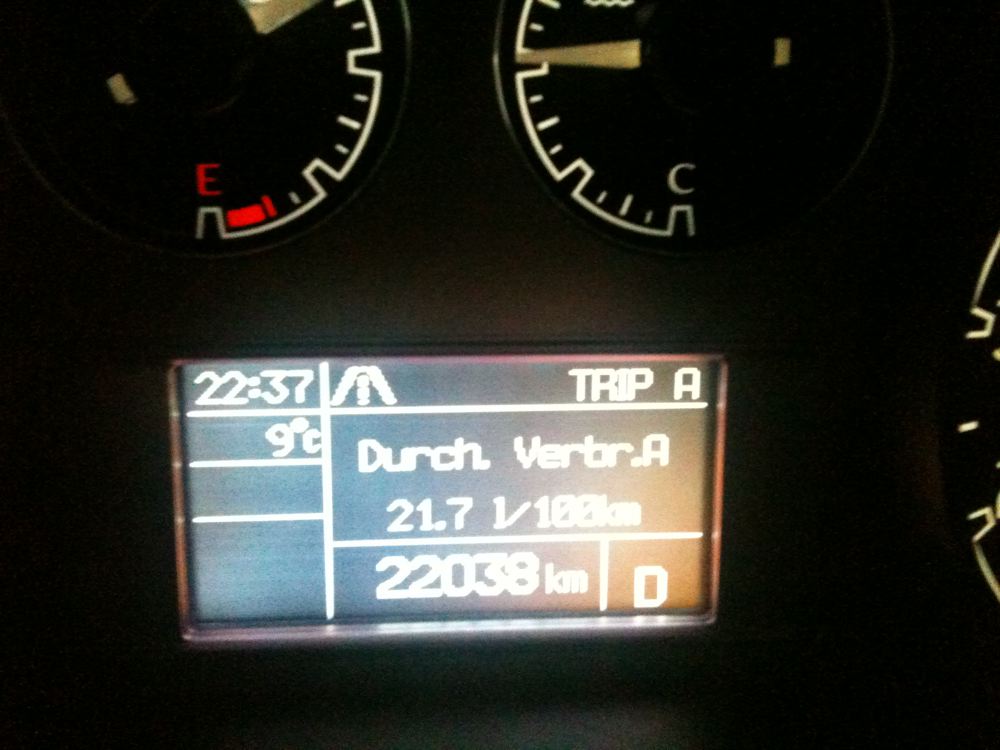 E
C
22:37
TRIP A
9°C
Durch. Verbr.A
21.7 l/100km
22038 km
D